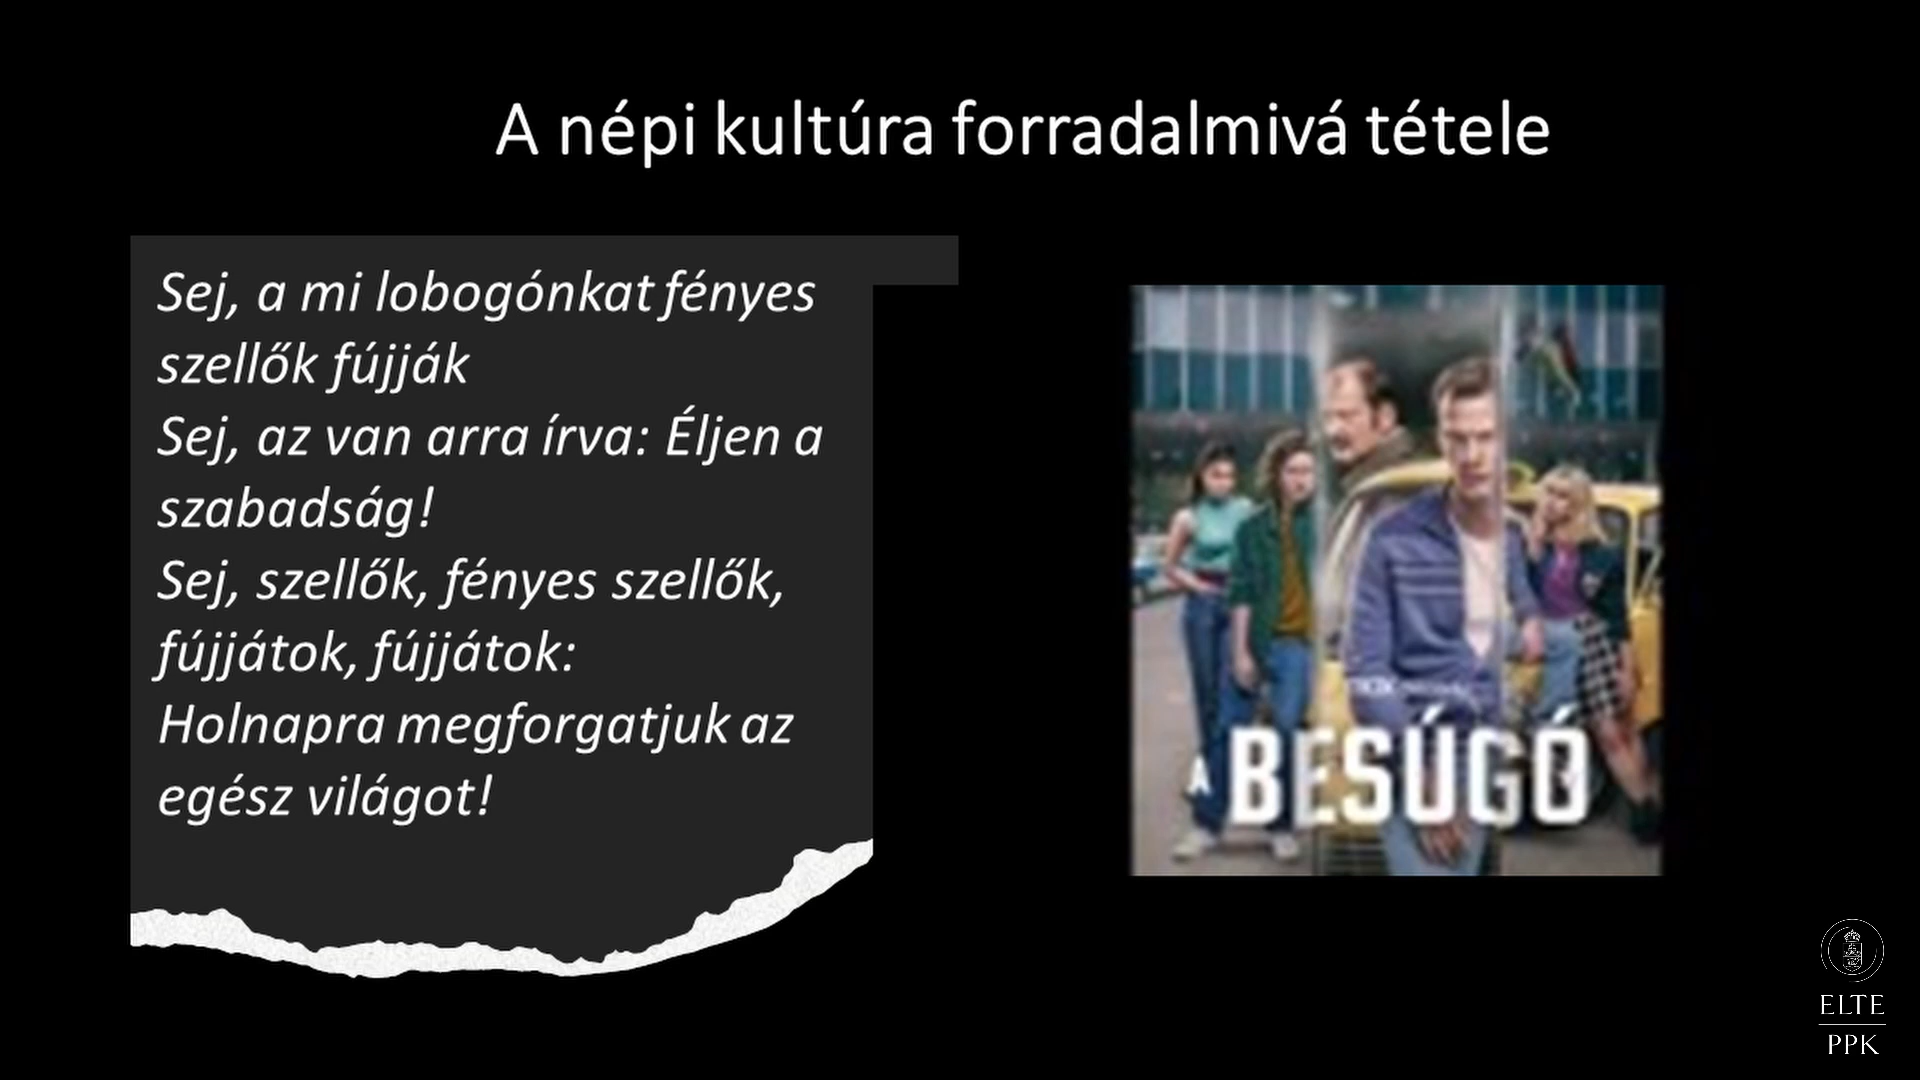 A népi kultúra forradalmivá tétele
Sej, a mi lobogónkat fényes
szellők fújják
Sej, az van arra írva: Éljen a
szabadság!
Sej, szellők, fényes szellők,
fújjátok, fújjátok:
Holnapra megforgatjuk az
egész világot!
A BESÚGÓ
ELTE
PPK